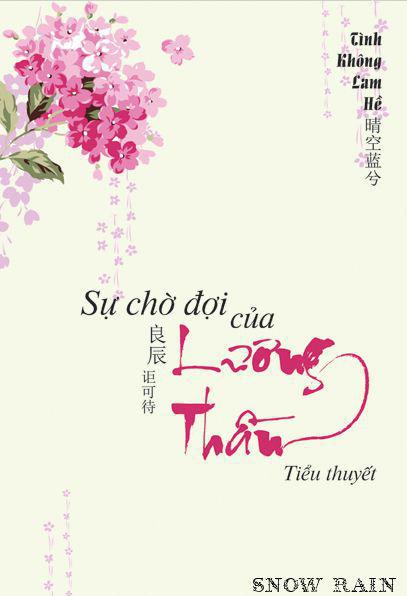 Tình
Không
Lam
Hề
晴空蓝兮
Sự chờ đợi
của
良辰
讵可待
Lương
Thần
Tiểu thuyết
SNOW RAIN